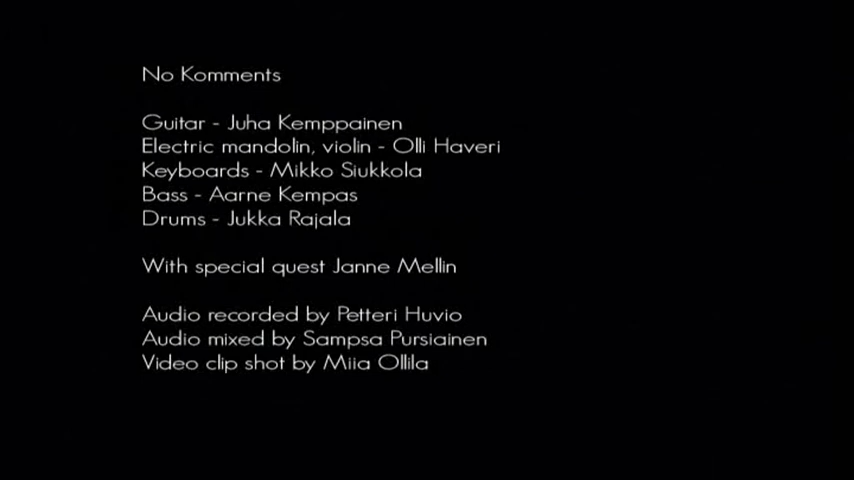 No Komments
Guitar - Juha Kemppainen
Electric mandolin, violin - Olli Haveri
Keyboards - Mikko Siukkola
Bass - Aarne Kempas
Drums - Jukka Rajala
With special quest Janne Mellin
Audio recorded by Petteri Huvio
Audio mixed by Sampsa Pursiainen
Video clip shot by Miia Ollila